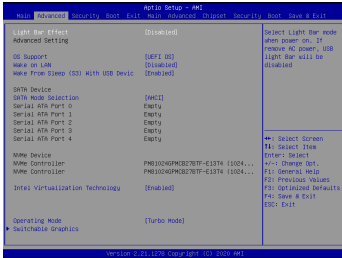 Aptio Setup - AMI
Main Advanced Security Boot Exit Main Advanced Chipset Security Boot Save & Exit
Light Bar Effect [Disabled]
Advanced Setting
OS Support [UEFI OS]
Wake on LAN [Disabled]
Wake From Sleep (S3) With USB Devic [Enabled]
SATA Device
SATA Mode Selection [AHCI]
Serial ATA Port 0 Empty
Serial ATA Port 1 Empty
Serial ATA Port 2 Empty
Serial ATA Port 3 Empty
Serial ATA Port 4 Empty
NVMe Device
NVMe Controller PM81024GPMCB27BTF-E13T4 (1024...
NVMe Controller PM81024GPMCB27BTF-E13T4 (1024...
Intel Virtualization Technology [Enabled]
Operating Mode [Turbo Mode]
Switchable Graphics
Select Light Bar mode
when power on. If
remove AC power, USB
light Bar will be
disabled
→←: Select Screen
↑↓: Select Item
Enter: Select
+/-: Change Opt.
F1: General Help
F2: Previous Values
F3: Optimized Defaults
F4: Save & Exit
ESC: Exit
Version 2.21.1278 Copyright (C) 2020 AMI